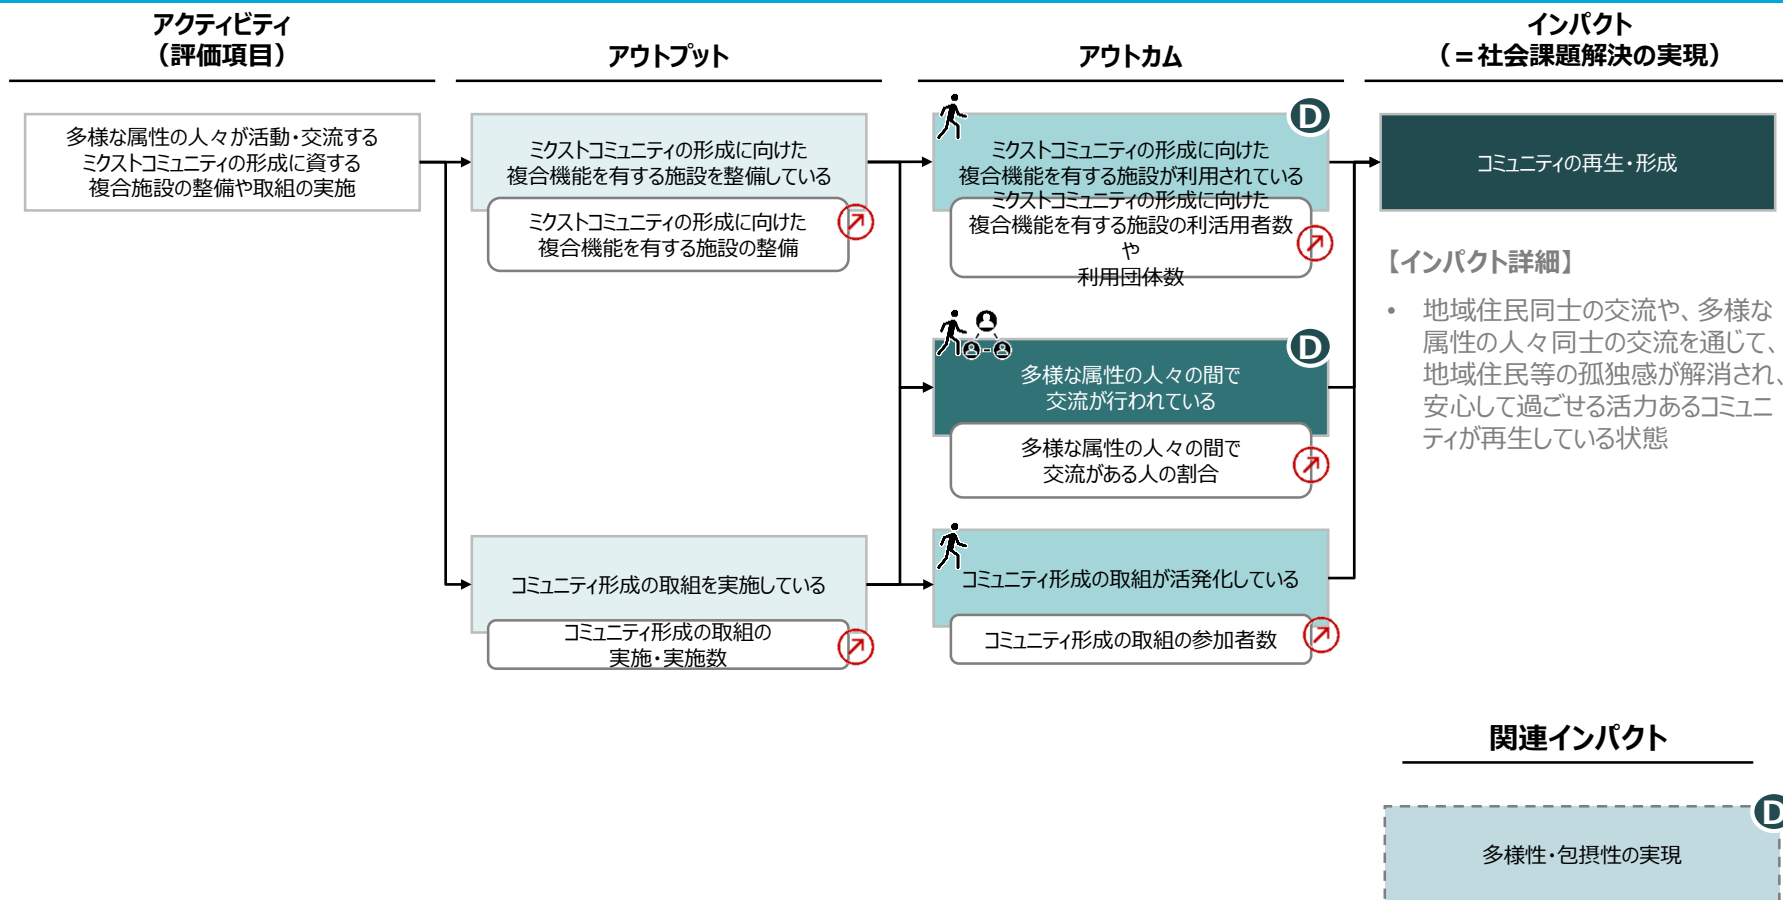 アクティビティ
（評価項目）
アウトプット
アウトカム
インパクト
（＝社会課題解決の実現）
多様な属性の人々が活動・交流する
ミクストコミュニティの形成に資する
複合施設の整備や取組の実施
ミクストコミュニティの形成に向けた
複合機能を有する施設を整備している
ミクストコミュニティの形成に向けた
複合機能を有する施設の整備
コミュニティ形成の取組を実施している
コミュニティ形成の取組の
実施・実施数
D
ミクストコミュニティの形成に向けた
複合機能を有する施設が利用されている
ミクストコミュニティの形成に向けた
複合機能を有する施設の利活用者数
や
利用団体数
D
多様な属性の人々の間で
交流が行われている
多様な属性の人々の間で
交流がある人の割合
コミュニティ形成の取組が活発化している
コミュニティ形成の取組の参加者数
コミュニティの再生・形成
【インパクト詳細】
• 地域住民同士の交流や、多様な
属性の人々同士の交流を通じて、
地域住民等の孤独感が解消され、
安心して過ごせる活力あるコミュニ
ティが再生している状態
関連インパクト
D
多様性・包摂性の実現